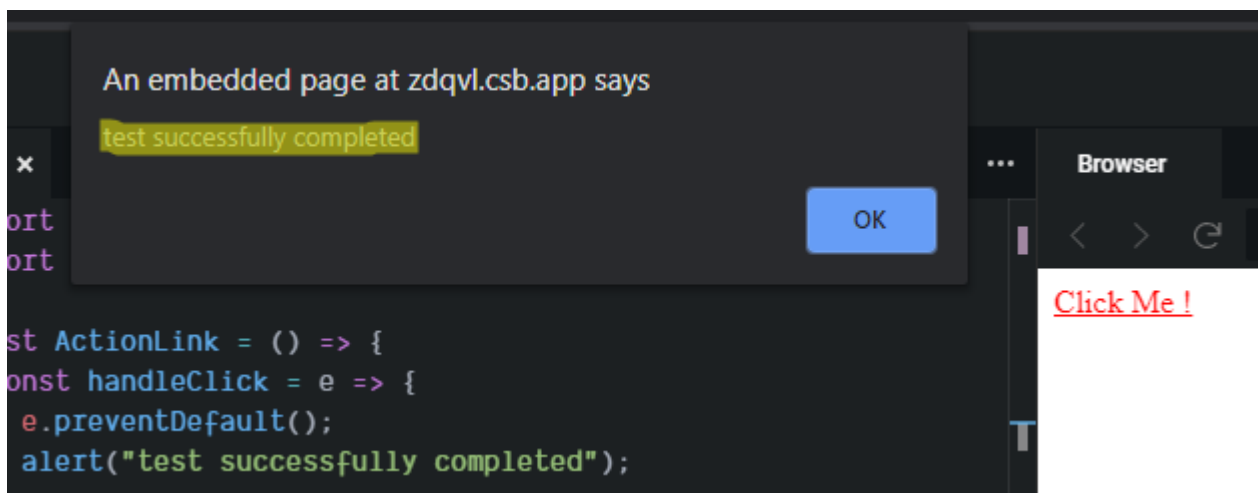 An embedded page at zdqvl.csb.app says
test successfully completed
OK
×
ort
ort
st ActionLink = () => {
onst handleClick = e => {
e.preventDefault();
alert("test successfully completed");
···
Browser
Click Me !